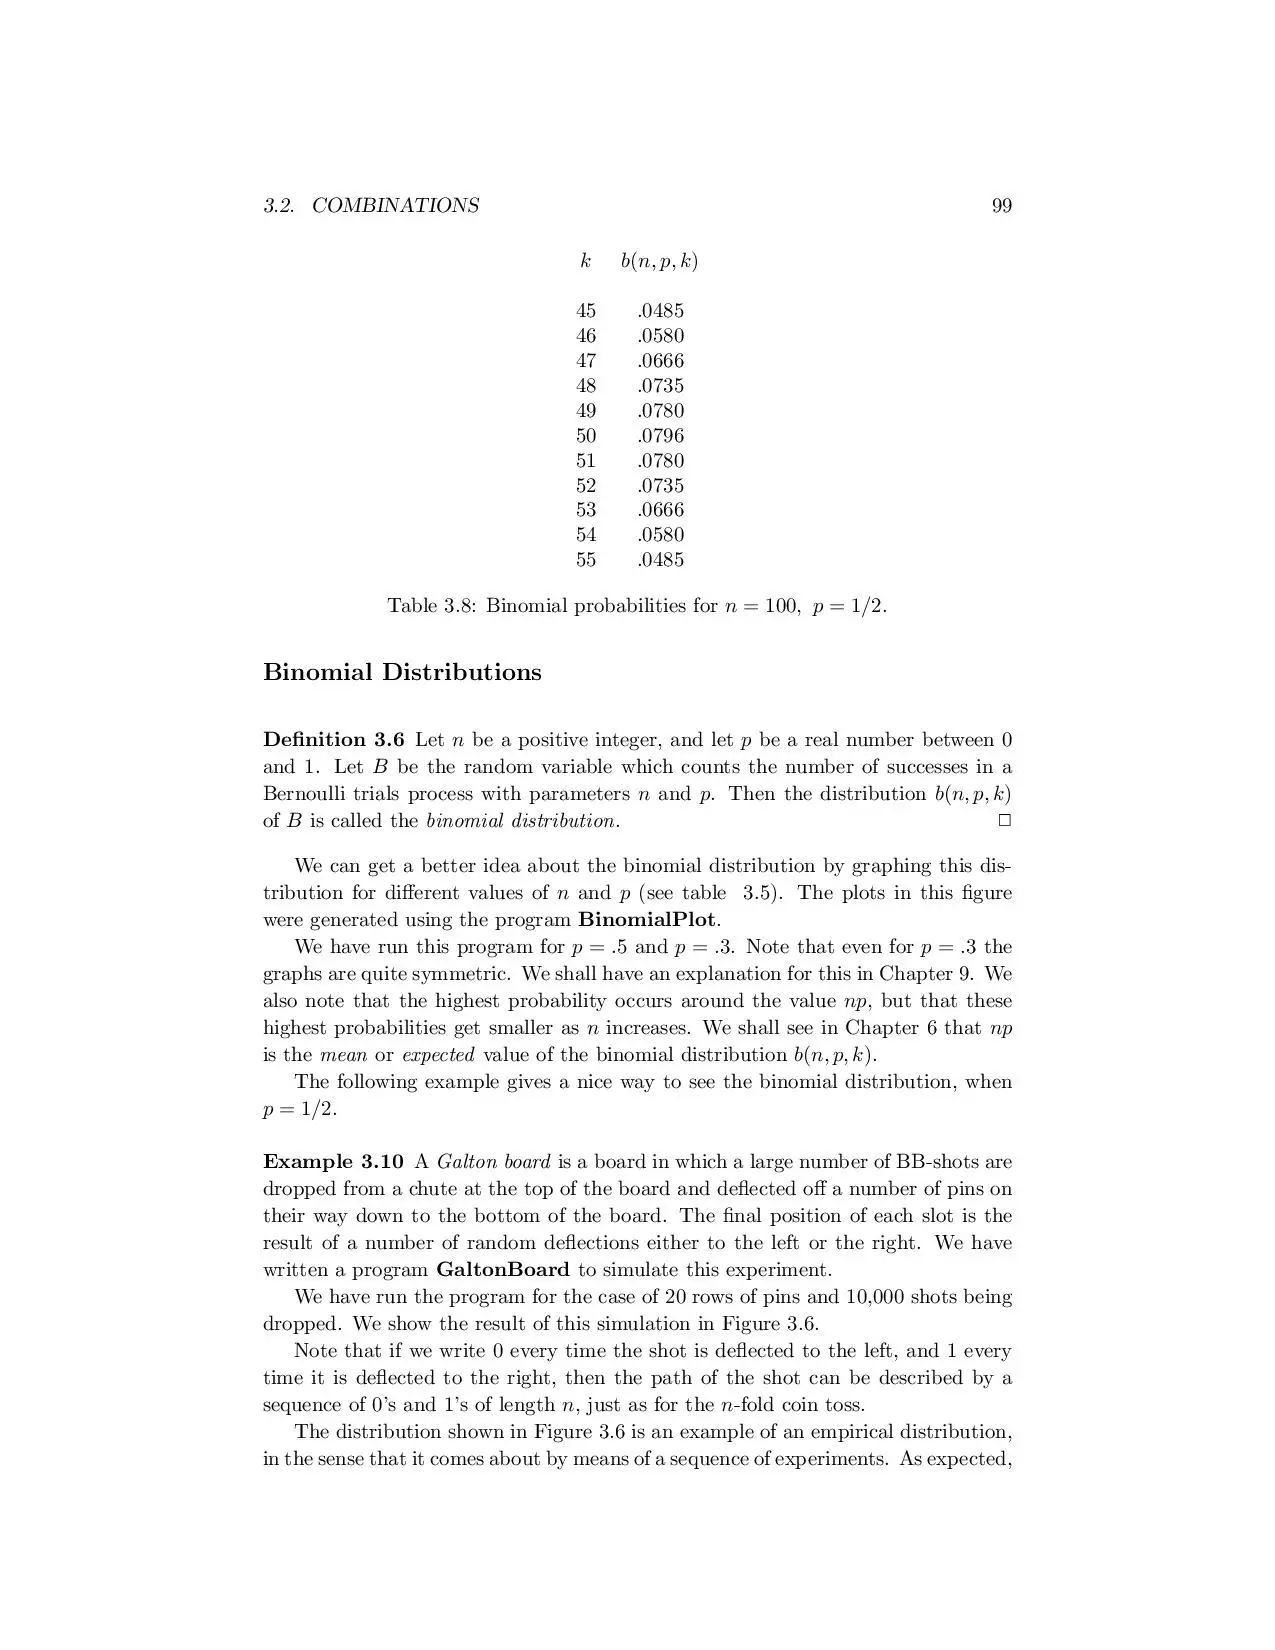 3.2. COMBINATIONS 99
k b(n, p, k)
45 .0485
46 .0580
47 .0666
48 .0735
49 .0780
50 .0796
51 .0780
52 .0735
53 .0666
54 .0580
55 .0485
Table 3.8: Binomial probabilities for n = 100, p = 1/2.
Binomial Distributions
Definition 3.6 Let n be a positive integer, and let p be a real number between 0
and 1. Let B be the random variable which counts the number of successes in a
Bernoulli trials process with parameters n and p. Then the distribution b(n, p, k)
of B is called the binomial distribution. □
We can get a better idea about the binomial distribution by graphing this dis-
tribution for different values of n and p (see table 3.5). The plots in this figure
were generated using the program BinomialPlot.
We have run this program for p = .5 and p = .3. Note that even for p = .3 the
graphs are quite symmetric. We shall have an explanation for this in Chapter 9. We
also note that the highest probability occurs around the value np, but that these
highest probabilities get smaller as n increases. We shall see in Chapter 6 that np
is the mean or expected value of the binomial distribution b(n, p, k).
The following example gives a nice way to see the binomial distribution, when
p = 1/2.
Example 3.10 A Galton board is a board in which a large number of BB-shots are
dropped from a chute at the top of the board and deflected off a number of pins on
their way down to the bottom of the board. The final position of each slot is the
result of a number of random deflections either to the left or the right. We have
written a program GaltonBoard to simulate this experiment.
We have run the program for the case of 20 rows of pins and 10,000 shots being
dropped. We show the result of this simulation in Figure 3.6.
Note that if we write 0 every time the shot is deflected to the left, and 1 every
time it is deflected to the right, then the path of the shot can be described by a
sequence of 0's and 1's of length n, just as for the n-fold coin toss.
The distribution shown in Figure 3.6 is an example of an empirical distribution,
in the sense that it comes about by means of a sequence of experiments. As expected,